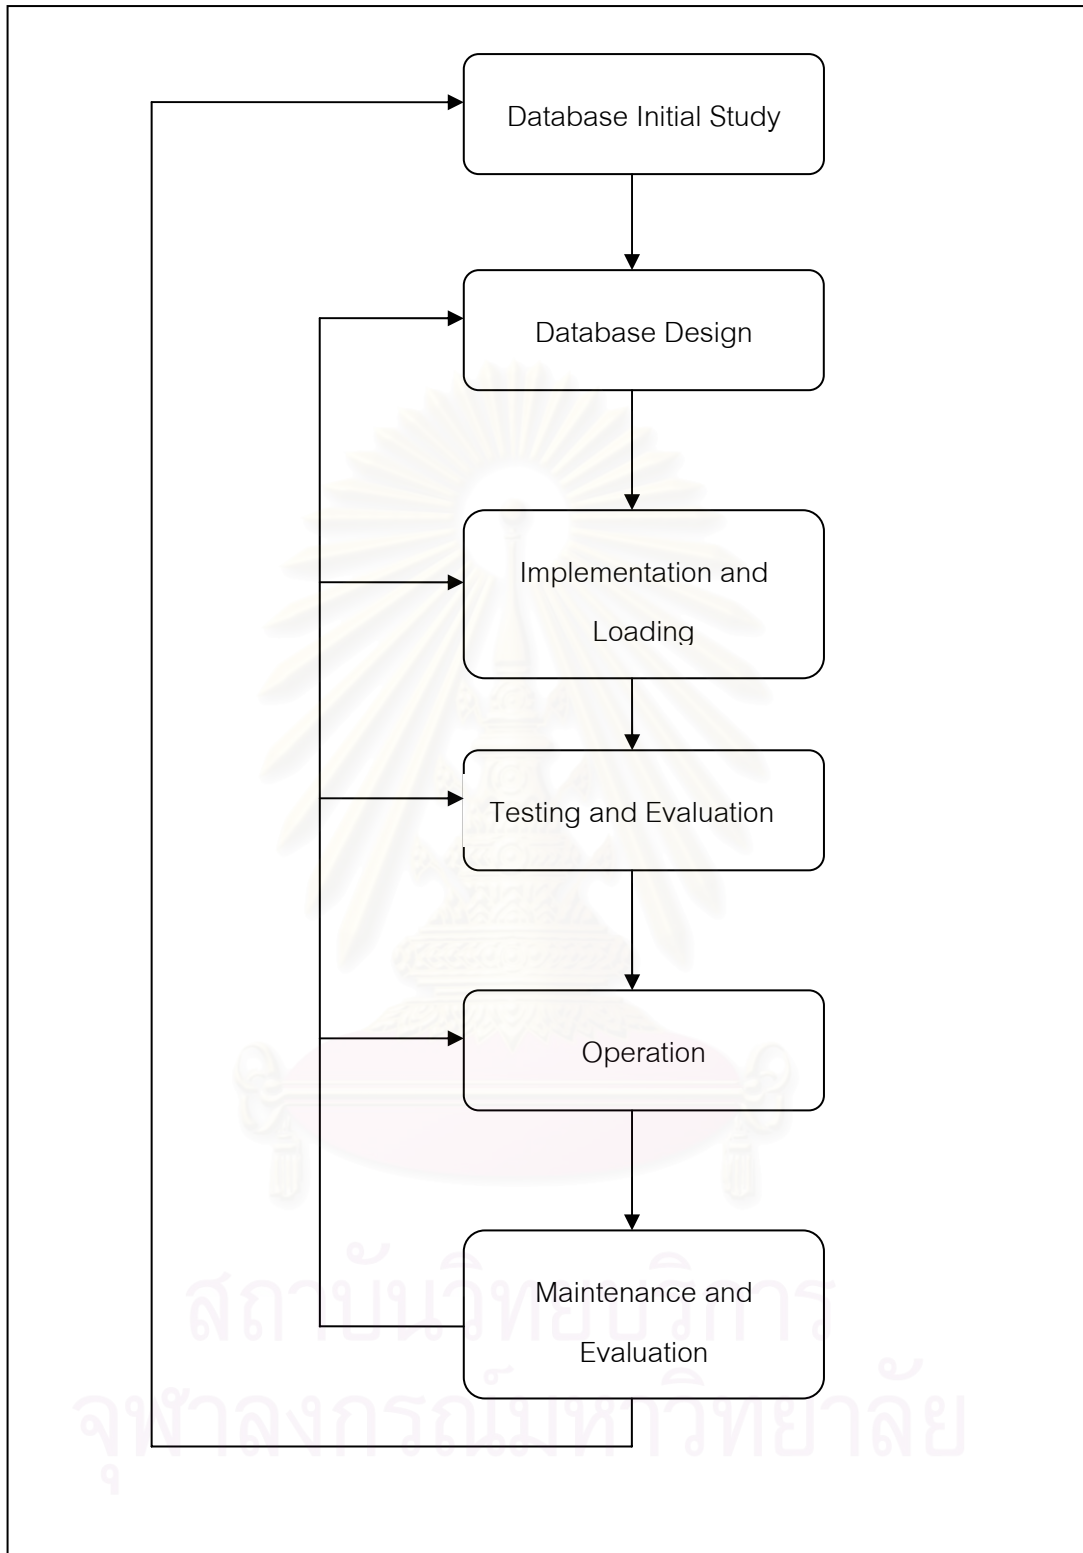 Database Initial Study
Database Design
Implementation and
Loading
Testing and Evaluation
Operation
Maintenance and
Evaluation
สถาบันวิทยบริการ
จุฬาลงกรณ์มหาวิทยาลัย